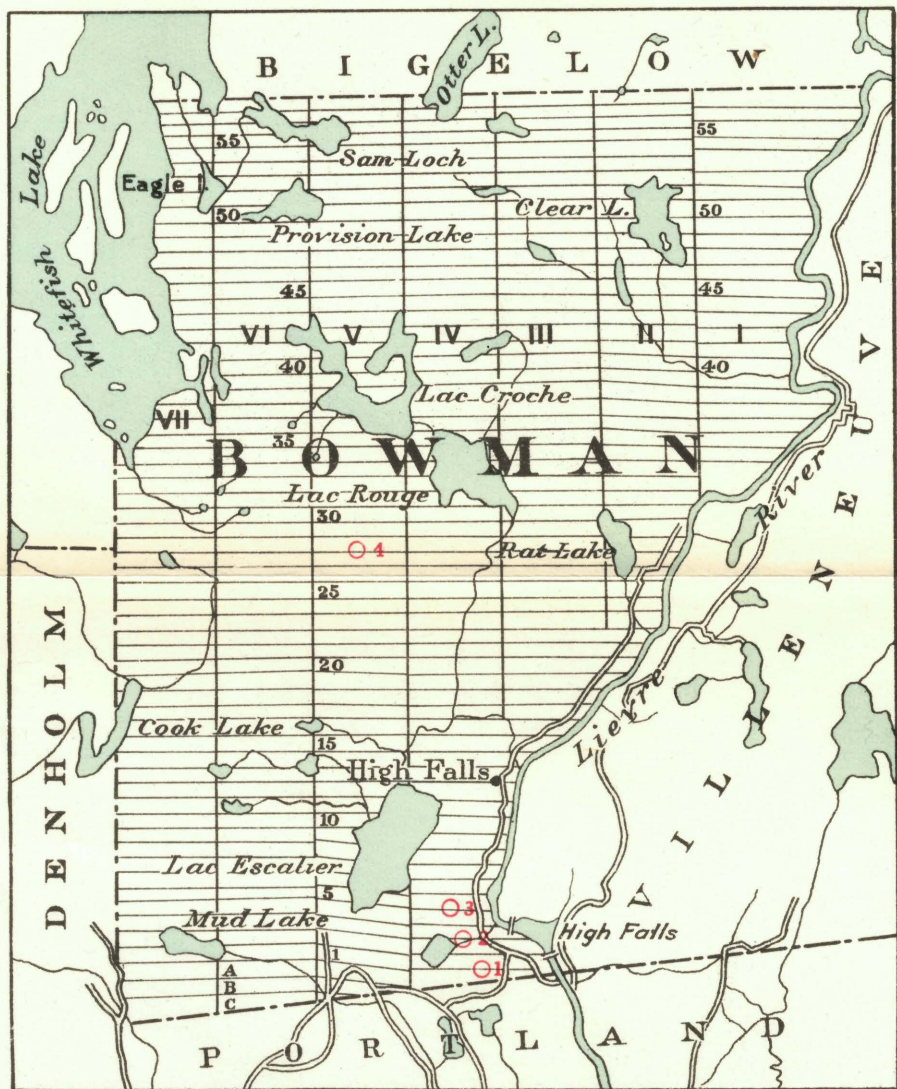 BIGELOW
Otter L.
55
55
Sam Loch
Lake
Eagle I.
50
Clear L.
50
Provision Lake
Whitefish
45
45
VI
V
IV
III
II
I
40
40
Lac Croche
VII
35
BOWMAN
Lac Rouge
30
River
VILLENEUVE
4
Rat Lake
25
DENHOLM
20
Lievre
Cook Lake
15
High Falls
10
Lac Escalier
5
3
Mud Lake
2
High Falls
1
1
A
B
C
PORTLAND